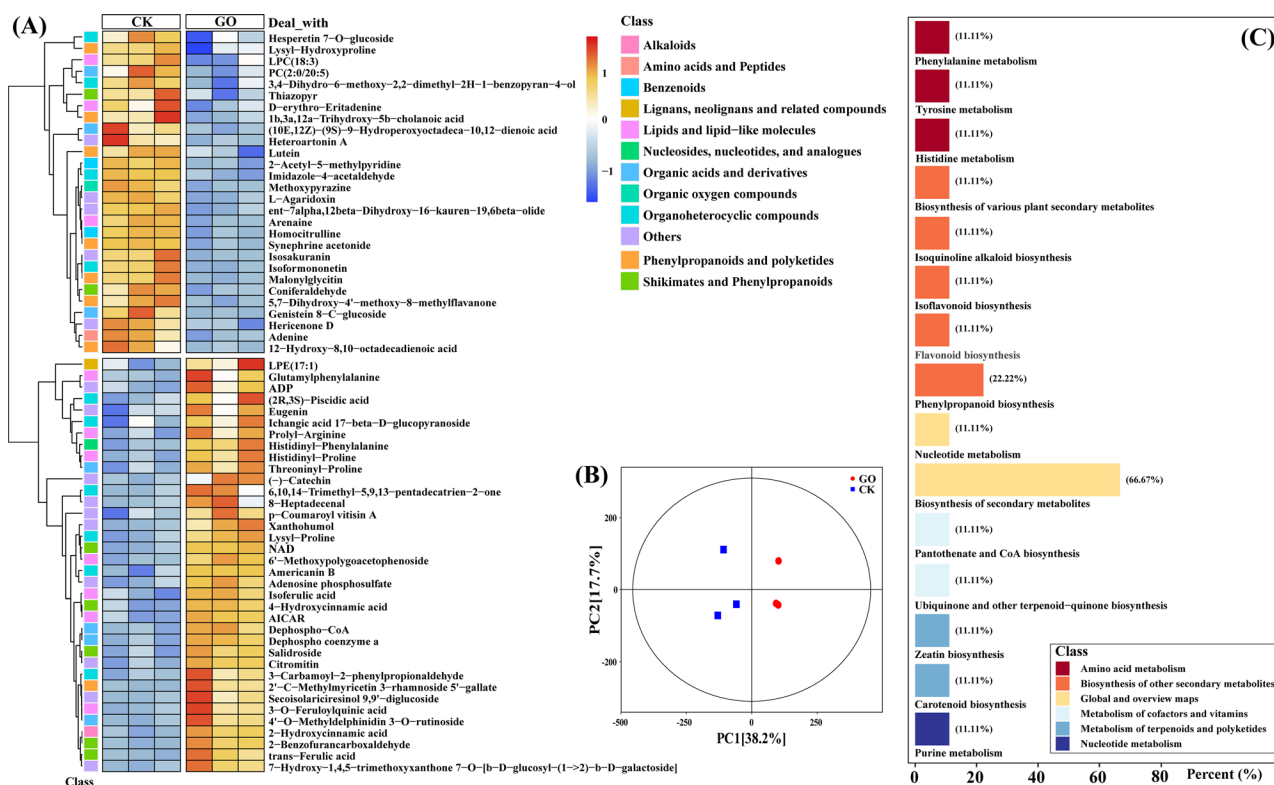 (A)
CK GO Deal_with
Hesperetin 7-O-glucoside
Lysyl-Hydroxyproline
LPC(18:3)
PC(2:0/20:5)
3,4-Dihydro-6-methoxy-2,2-dimethyl-2H-1-benzopyran-4-ol
Thiazopyr
D-erythro-Eritadenine
1b,3a,12a-Trihydroxy-5b-cholanoic acid
(10E,12Z)-(9S)-9-Hydroperoxyoctadeca-10,12-dienoic acid
Heteroartonin A
Lutein
2-Acetyl-5-methylpyridine
Imidazole-4-acetaldehyde
Methoxypyrazine
L-Agaridoxin
ent-7alpha,12beta-Dihydroxy-16-kauren-19,6beta-olide
Arenaine
Homocitrulline
Synephrine acetonide
Isosakuranin
Isoformononetin
Malonylglycitin
Coniferaldehyde
5,7-Dihydroxy-4'-methoxy-8-methylflavanone
Genistein 8-C-glucoside
Hericenone D
Adenine
12-Hydroxy-8,10-octadecadienoic acid
LPE(17:1)
Glutamylphenylalanine
ADP
(2R,3S)-Piscidic acid
Eugenin
Ichangic acid 17-beta-D-glucopyranoside
Prolyl-Arginine
Histidinyl-Phenylalanine
Histidinyl-Proline
Threoninyl-Proline
(-)-Catechin
6,10,14-Trimethyl-5,9,13-pentadecatrien-2-one
8-Heptadecenal
p-Coumaroyl vitisin A
Xanthohumol
Lysyl-Proline
NAD
6'-Methoxypolygoacetophenoside
Americanin B
Adenosine phosphosulfate
Isoferulic acid
4-Hydroxycinnamic acid
AICAR
Dephospho-CoA
Dephospho coenzyme a
Salidroside
Citromitin
3-Carbamoyl-2-phenylpropionaldehyde
2'-C-Methylmyricetin 3-rhamnoside 5'-gallate
Secoisolariciresinol 9,9'-diglucoside
3-O-Feruloylquinic acid
4'-O-Methyldelphinidin 3-O-rutinoside
2-Hydroxycinnamic acid
2-Benzofurancarboxaldehyde
trans-Ferulic acid
7-Hydroxy-1,4,5-trimethoxyxanthone 7-O-[b-D-glucosyl-(1->2)-b-D-galactoside]
Class
1
0
-1
Class
Alkaloids
Amino acids and Peptides
Benzenoids
Lignans, neolignans and related compounds
Lipids and lipid-like molecules
Nucleosides, nucleotides, and analogues
Organic acids and derivatives
Organic oxygen compounds
Organoheterocyclic compounds
Others
Phenylpropanoids and polyketides
Shikimates and Phenylpropanoids
(B)
GO
CK
PC2[17.7%]
200
0
-200
-500
-250
0
250
PC1[38.2%]
(C)
(11.11%)
Phenylalanine metabolism
(11.11%)
Tyrosine metabolism
(11.11%)
Histidine metabolism
(11.11%)
Biosynthesis of various plant secondary metabolites
(11.11%)
Isoquinoline alkaloid biosynthesis
(11.11%)
Isoflavonoid biosynthesis
(11.11%)
Flavonoid biosynthesis
(22.22%)
Phenylpropanoid biosynthesis
(11.11%)
Nucleotide metabolism
(66.67%)
Biosynthesis of secondary metabolites
(11.11%)
Pantothenate and CoA biosynthesis
(11.11%)
Ubiquinone and other terpenoid-quinone biosynthesis
(11.11%)
Zeatin biosynthesis
(11.11%)
Carotenoid biosynthesis
(11.11%)
Purine metabolism
0 20 40 60 80 Percent (%)
Class
Amino acid metabolism
Biosynthesis of other secondary metabolites
Global and overview maps
Metabolism of cofactors and vitamins
Metabolism of terpenoids and polyketides
Nucleotide metabolism